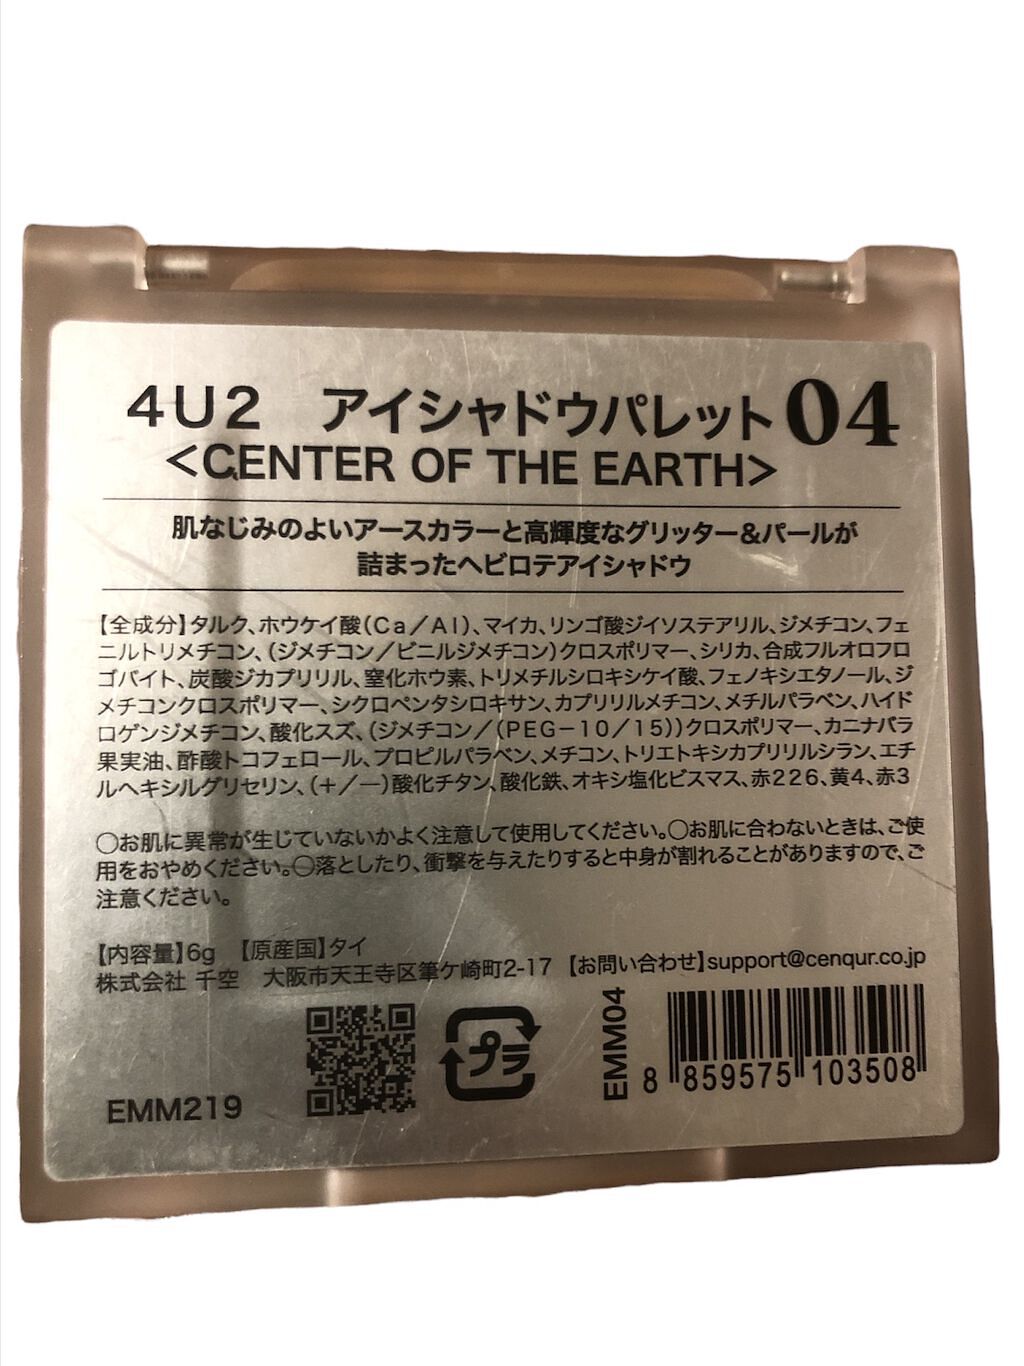 4U2 アイシャドウパレット04
<CENTER OF THE EARTH>
肌なじみのよいアースカラーと高輝度なグリッター&パールが
詰まったヘビロテアイシャドウ
【全成分】タルク、ホウケイ酸(Ca/Al)、マイカ、リンゴ酸ジイソステアリル、ジメチコン、フェ
ニルトリメチコン、(ジメチコン/ビニルジメチコン)クロスポリマー、シリカ、合成フルオロフロ
ゴパイト、炭酸ジカプリリル、窒化ホウ素、トリメチルシロキシケイ酸、フェノキシエタノール、ジ
メチコンクロスポリマー、シクロペンタシロキサン、カプリリルメチコン、メチルパラベン、ハイド
ロゲンジメチコン、酸化スズ、(ジメチコン/(PEG-10/15))クロスポリマー、カニナバラ
果実油、酢酸トコフェロール、プロピルパラベン、メチコン、トリエトキシカプリリルシラン、エチ
ルヘキシルグリセリン、(+/-)酸化チタン、酸化鉄、オキシ塩化ビスマス、赤226、黄4、赤3
○お肌に異常が生じていないかよく注意して使用してください。○お肌に合わないときは、ご使
用をおやめください。○落としたり、衝撃を与えたりすると中身が割れることがありますので、ご
注意ください。
【内容量】6g 【原産国】タイ
株式会社 千空 大阪市天王寺区筆ケ崎町2-17 【お問い合わせ】support@cenqur.co.jp
EMM219
プラ
EMM04
8 859575 103508